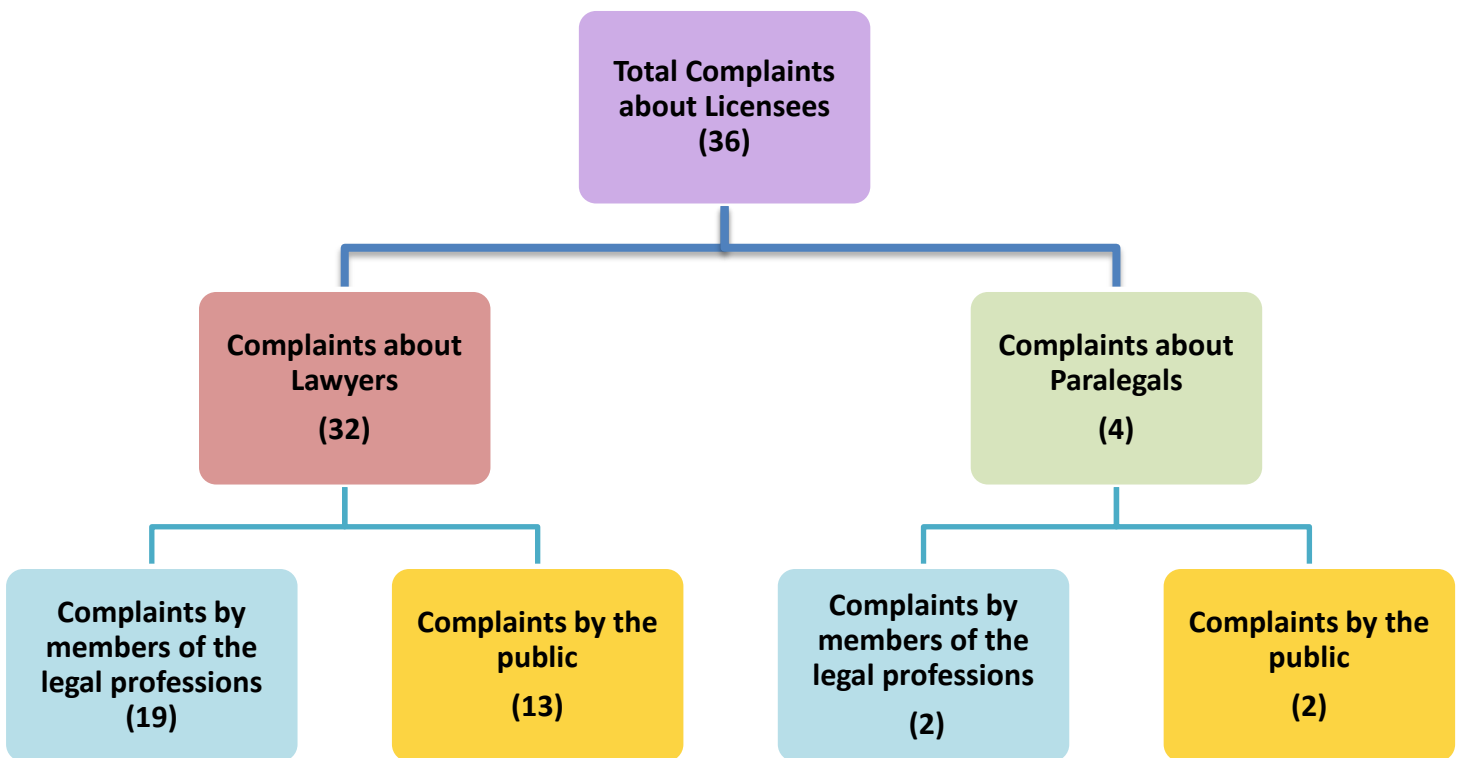 Total Complaints
about Licensees
(36)
Complaints about
Lawyers
(32)
Complaints about
Paralegals
(4)
Complaints by
members of the
legal professions
(19)
Complaints by the
public
(13)
Complaints by
members of the
legal professions
(2)
Complaints by the
public
(2)